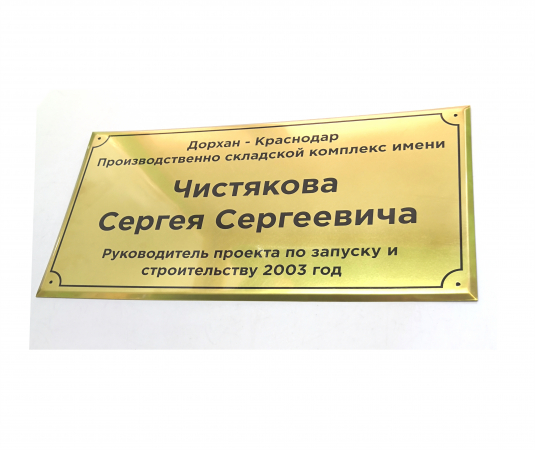 Дорхан - Краснодар
Производственно складской комплекс имени
Чистякова
Сергея Сергеевича
Руководитель проекта по запуску и
строительству 2003 год